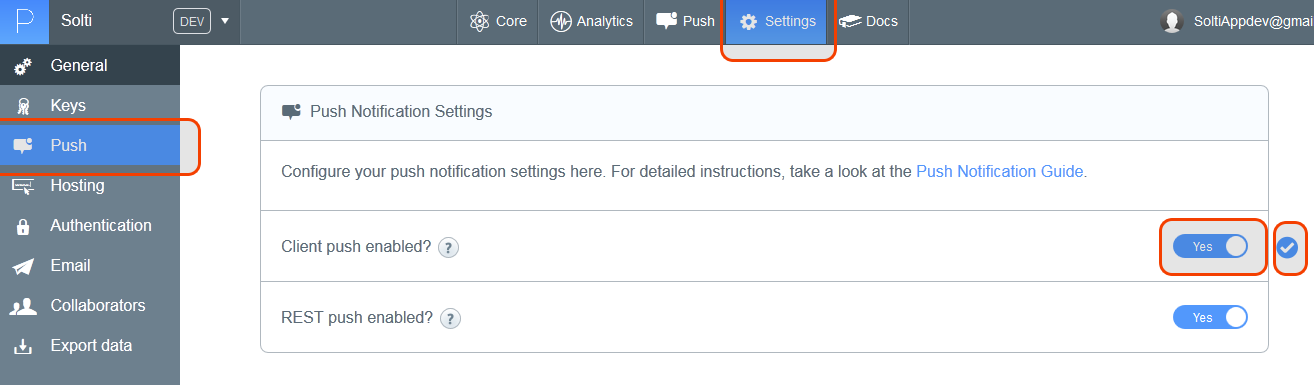 P Solti DEV Core Analytics Push Settings Docs SoltiAppdev@gmai
General
Keys
Push
Hosting
Authentication
Email
Collaborators
Export data
Push Notification Settings
Configure your push notification settings here. For detailed instructions, take a look at the Push Notification Guide.
Client push enabled? ? Yes
REST push enabled? ? Yes